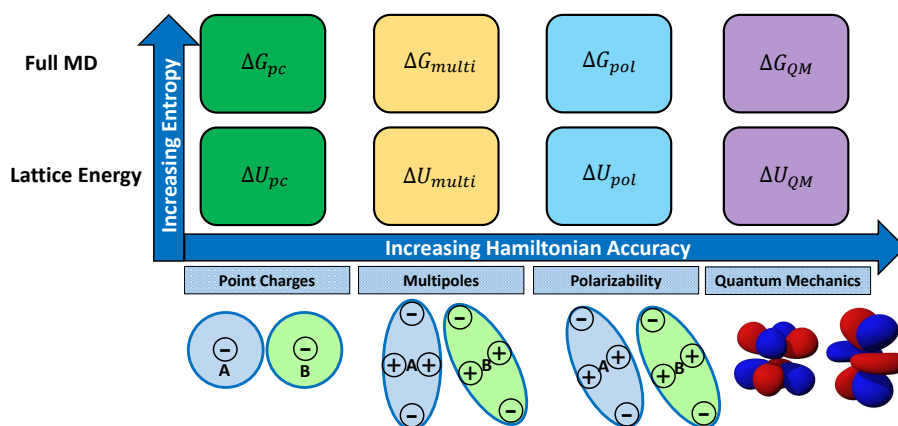 Full MD
ΔG_pc ΔG_multi ΔG_pol ΔG_QM
Increasing Entropy
Lattice Energy
ΔU_pc ΔU_multi ΔU_pol ΔU_QM
Increasing Hamiltonian Accuracy
Point Charges Multipoles Polarizability Quantum Mechanics
− − − −
− − + A + + B + + A + + B +
A B
− − − −